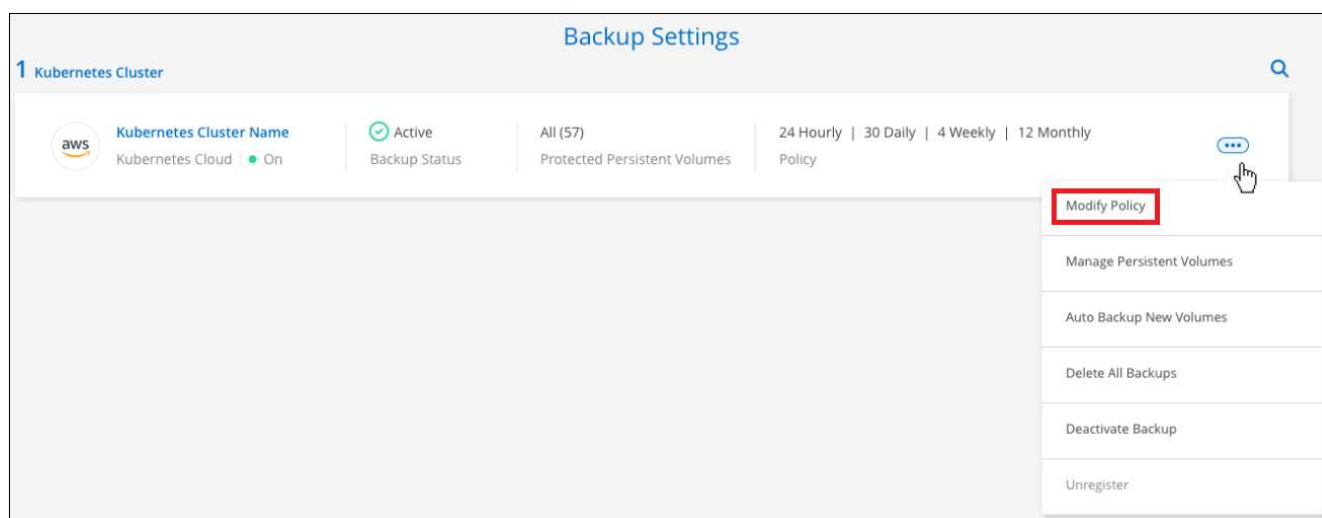 Backup Settings
1 Kubernetes Cluster
aws
Kubernetes Cluster Name
Kubernetes Cloud
On
Active
Backup Status
All (57)
Protected Persistent Volumes
24 Hourly | 30 Daily | 4 Weekly | 12 Monthly
Policy
Modify Policy
Manage Persistent Volumes
Auto Backup New Volumes
Delete All Backups
Deactivate Backup
Unregister